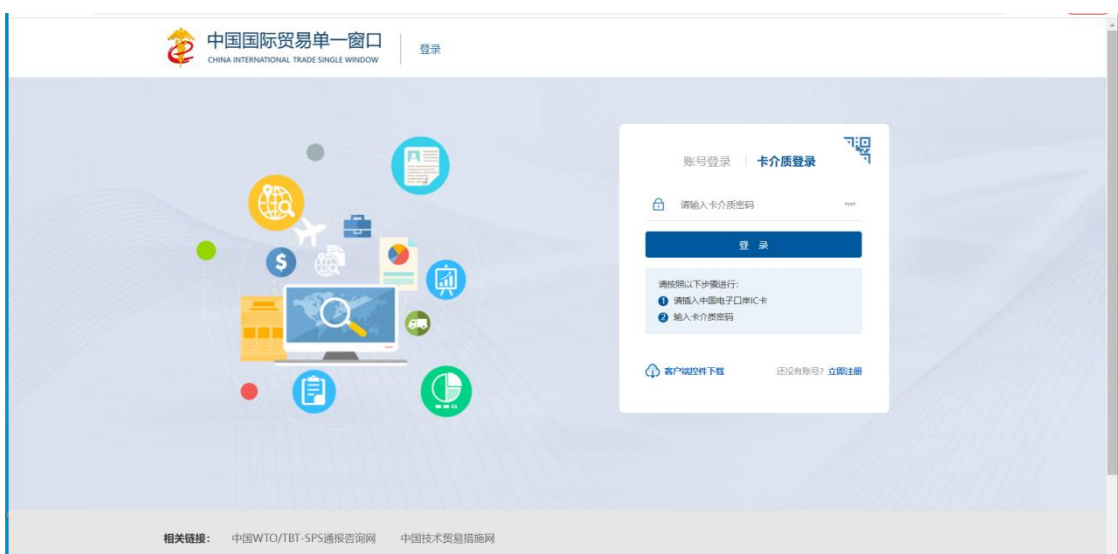 中国国际贸易单一窗口
CHINA INTERNATIONAL TRADE SINGLE WINDOW
登录
账号登录 | 卡介质登录
请输入卡介质密码
登 录
请按照以下步骤进行:
1 请插入中国电子口岸IC卡
2 输入卡介质密码
客户端控件下载
还没有账号? 立即注册
相关链接: 中国WTO/TBT-SPS通报咨询网 中国技术贸易措施网